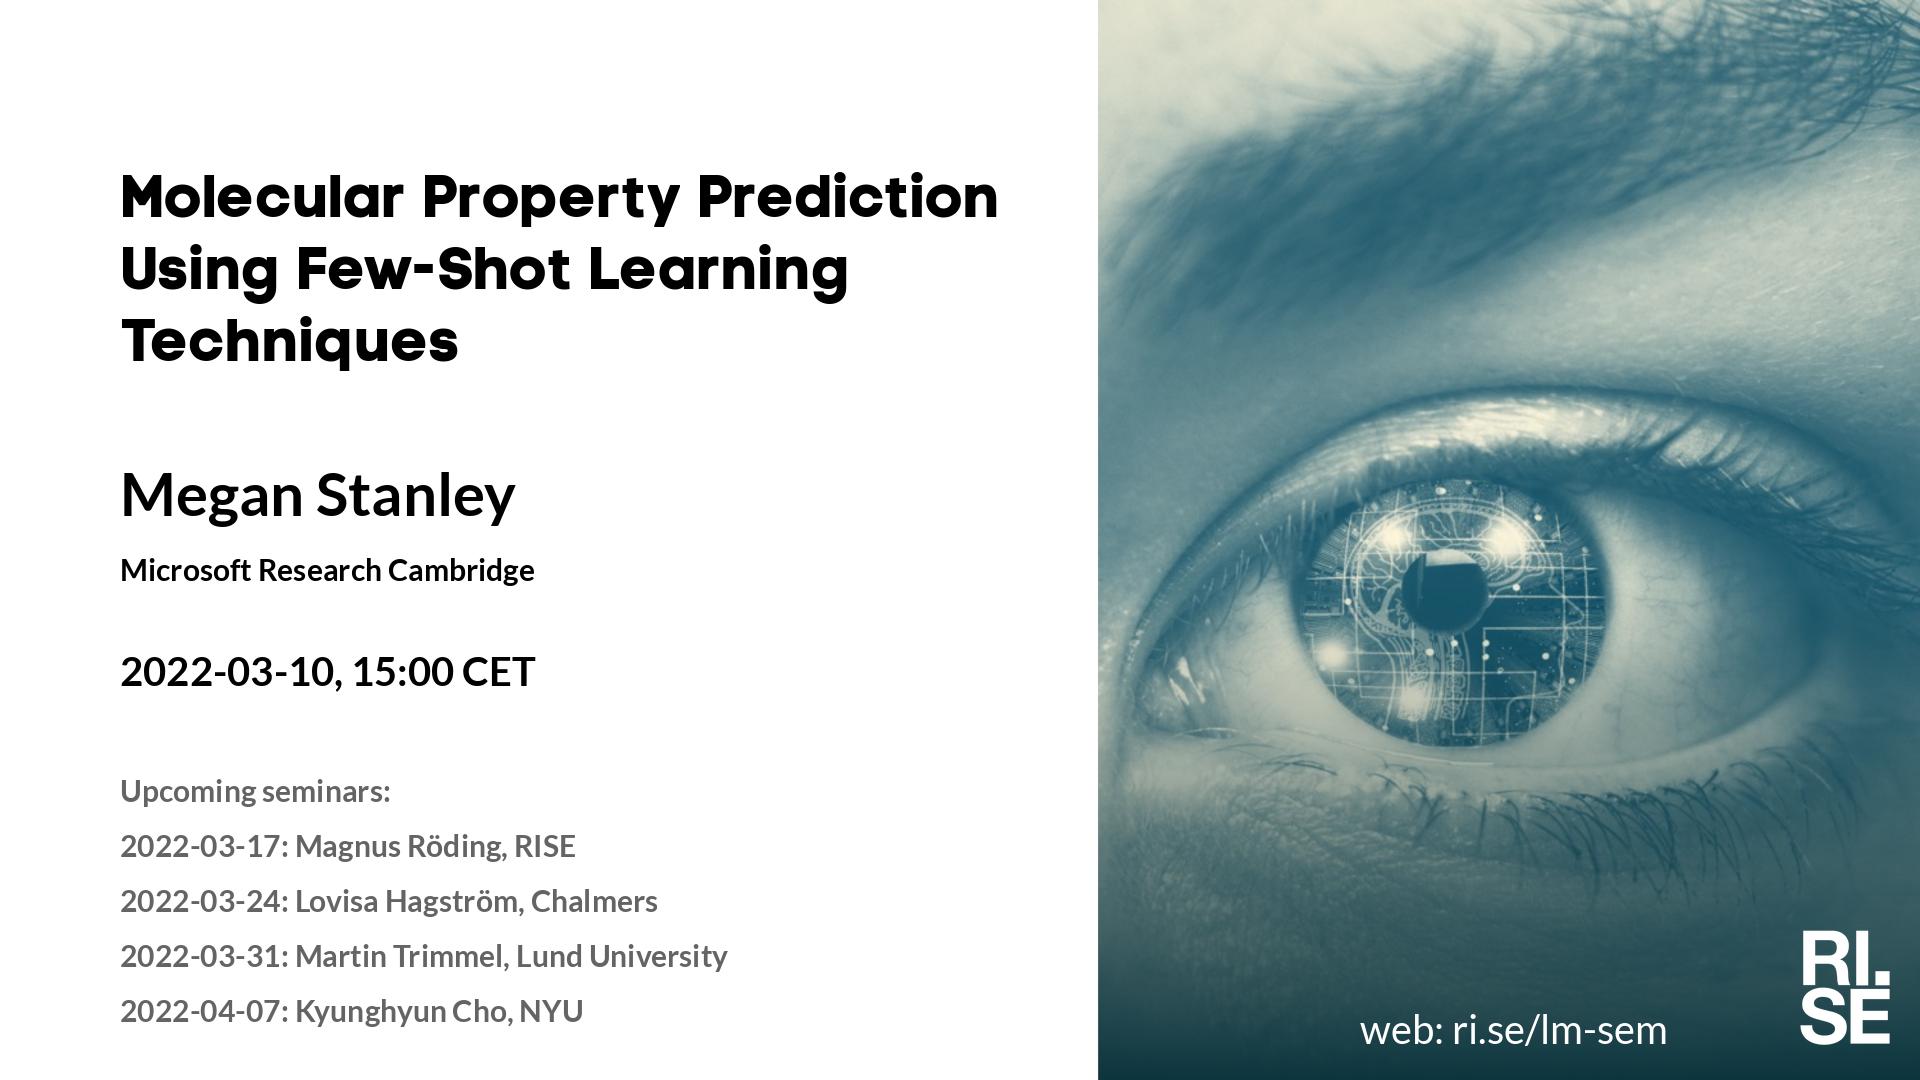 Molecular Property Prediction
Using Few-Shot Learning
Techniques
Megan Stanley
Microsoft Research Cambridge
2022-03-10, 15:00 CET
Upcoming seminars:
2022-03-17: Magnus Röding, RISE
2022-03-24: Lovisa Hagström, Chalmers
2022-03-31: Martin Trimmel, Lund University
2022-04-07: Kyunghyun Cho, NYU
web: ri.se/lm-sem
RI.
SE